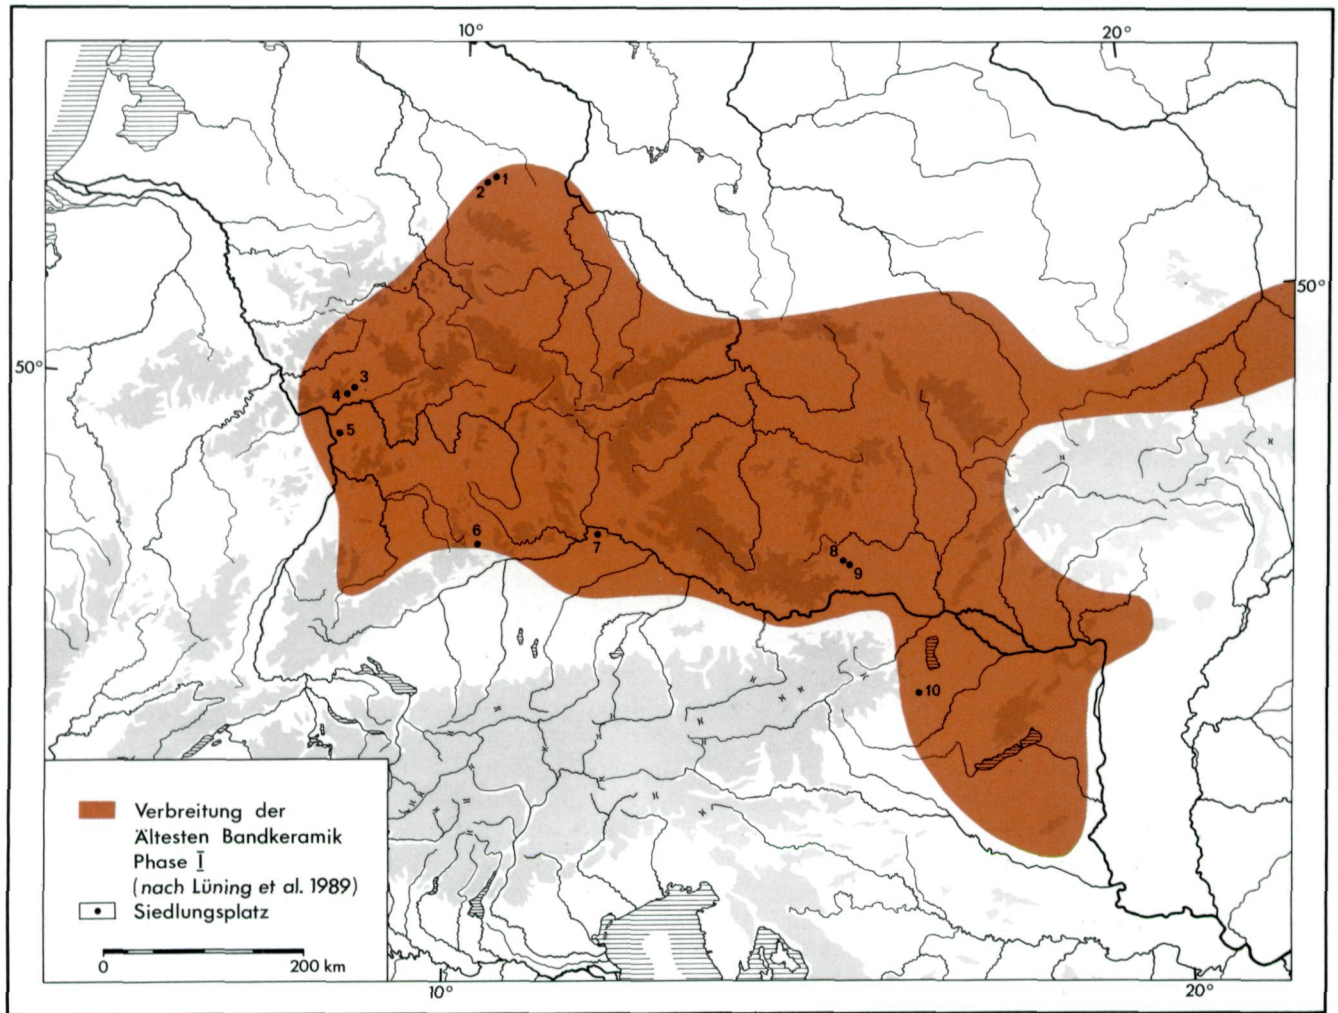 10° 20°
1
2
50°
50°
3
4
5
6
7
8
9
10
Verbreitung der
Ältesten Bandkeramik
Phase I
(nach Lüning et al. 1989)
Siedlungsplatz
0 200 km
10° 20°